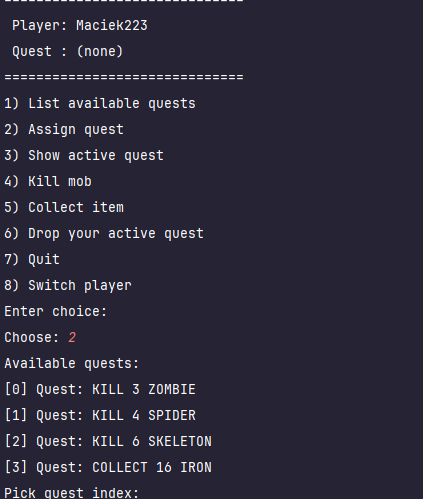 ==============================
Player: Maciek223
Quest : (none)
==============================
1) List available quests
2) Assign quest
3) Show active quest
4) Kill mob
5) Collect item
6) Drop your active quest
7) Quit
8) Switch player
Enter choice:
Choose: 2
Available quests:
[0] Quest: KILL 3 ZOMBIE
[1] Quest: KILL 4 SPIDER
[2] Quest: KILL 6 SKELETON
[3] Quest: COLLECT 16 IRON
Pick quest index: